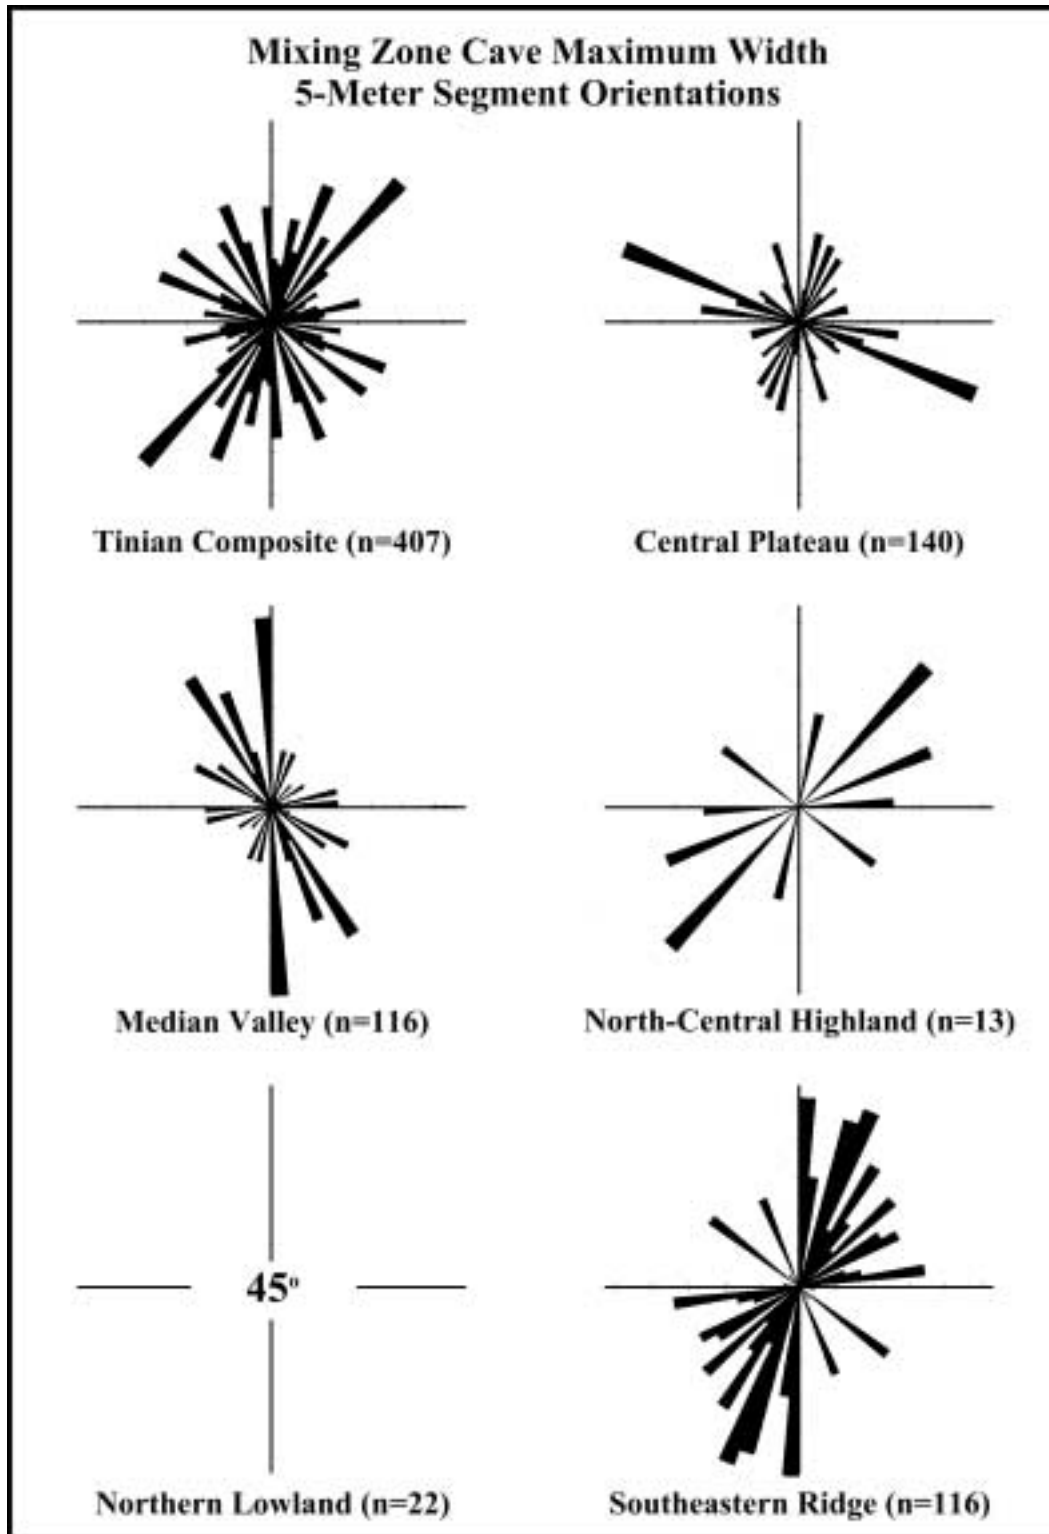 Mixing Zone Cave Maximum Width
5-Meter Segment Orientations
Tinian Composite (n=407)
Central Plateau (n=140)
Median Valley (n=116)
North-Central Highland (n=13)
45°
Northern Lowland (n=22)
Southeastern Ridge (n=116)